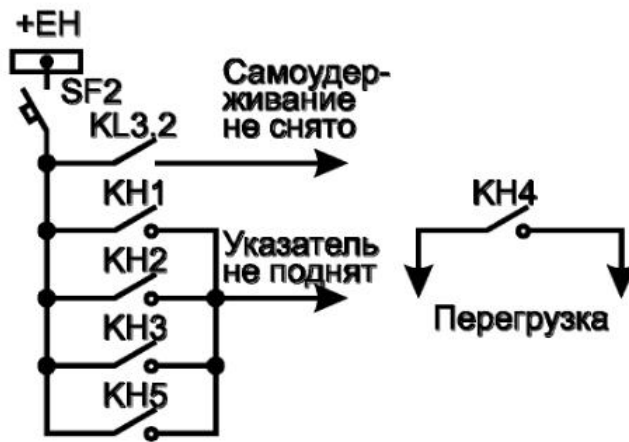 +EH
SF2
KL3.2
Самоудер-
живание
не снято
KH1
KH2
Указатель
не поднят
KH3
KH5
KH4
Перегрузка